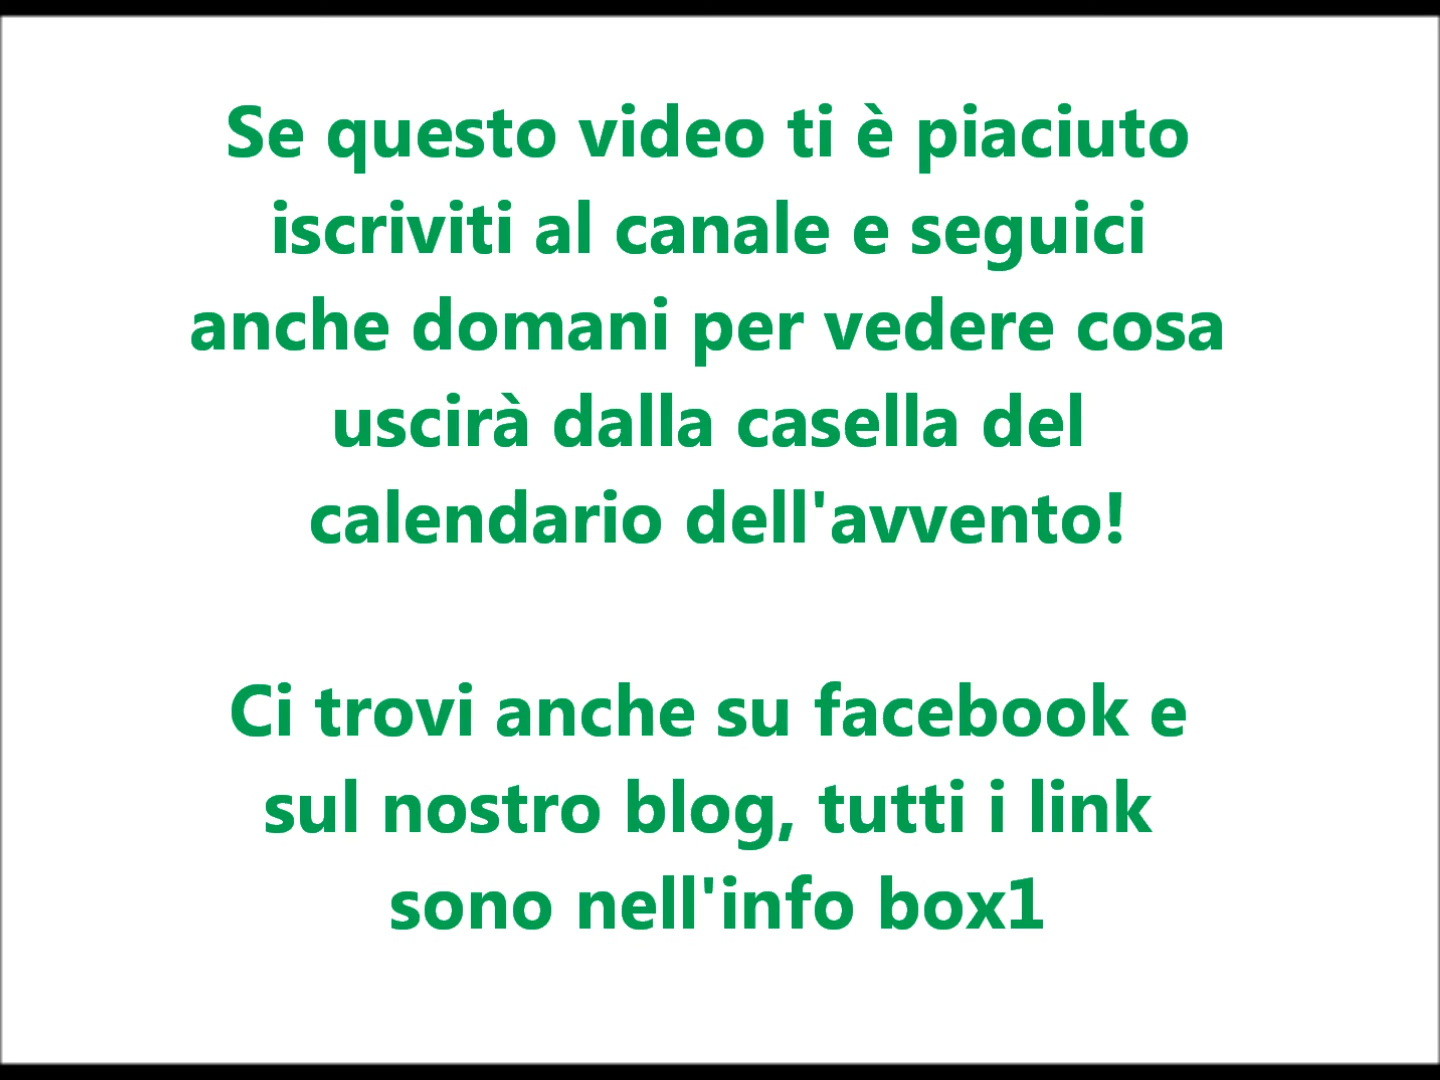 Se questo video ti è piaciuto
iscriviti al canale e seguici
anche domani per vedere cosa
uscirà dalla casella del
calendario dell'avvento!
Ci trovi anche su facebook e
sul nostro blog, tutti i link
sono nell'info box1